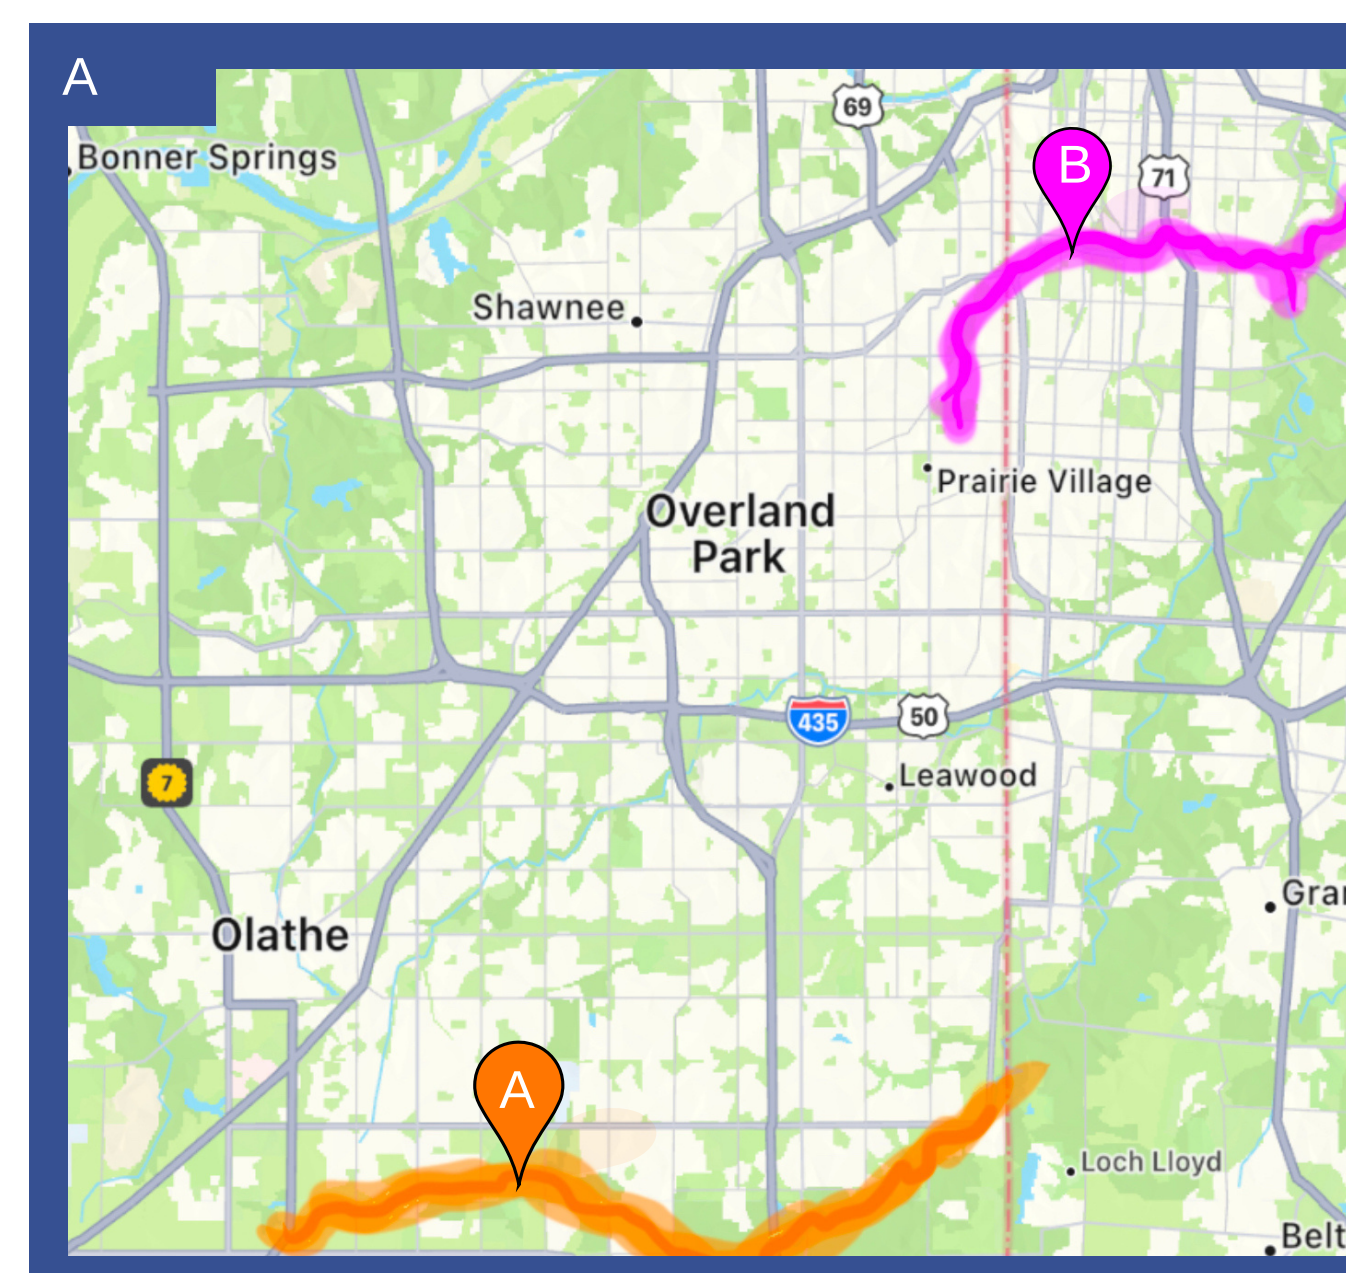 A
69
Bonner Springs
B
71
Shawnee
Prairie Village
Overland
Park
435
50
Leawood
7
Olathe
A
Loch Lloyd